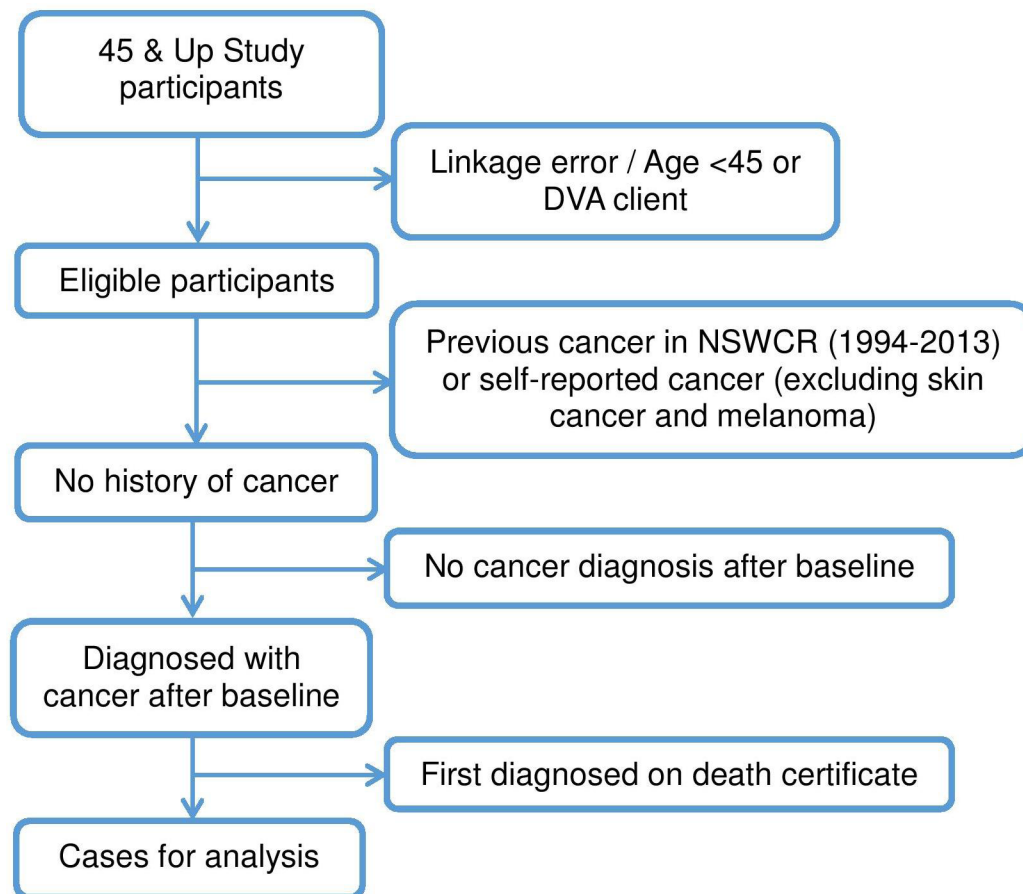 45 & Up Study
participants
Linkage error / Age <45 or
DVA client
Eligible participants
Previous cancer in NSWCR (1994-2013)
or self-reported cancer (excluding skin
cancer and melanoma)
No history of cancer
No cancer diagnosis after baseline
Diagnosed with
cancer after baseline
First diagnosed on death certificate
Cases for analysis